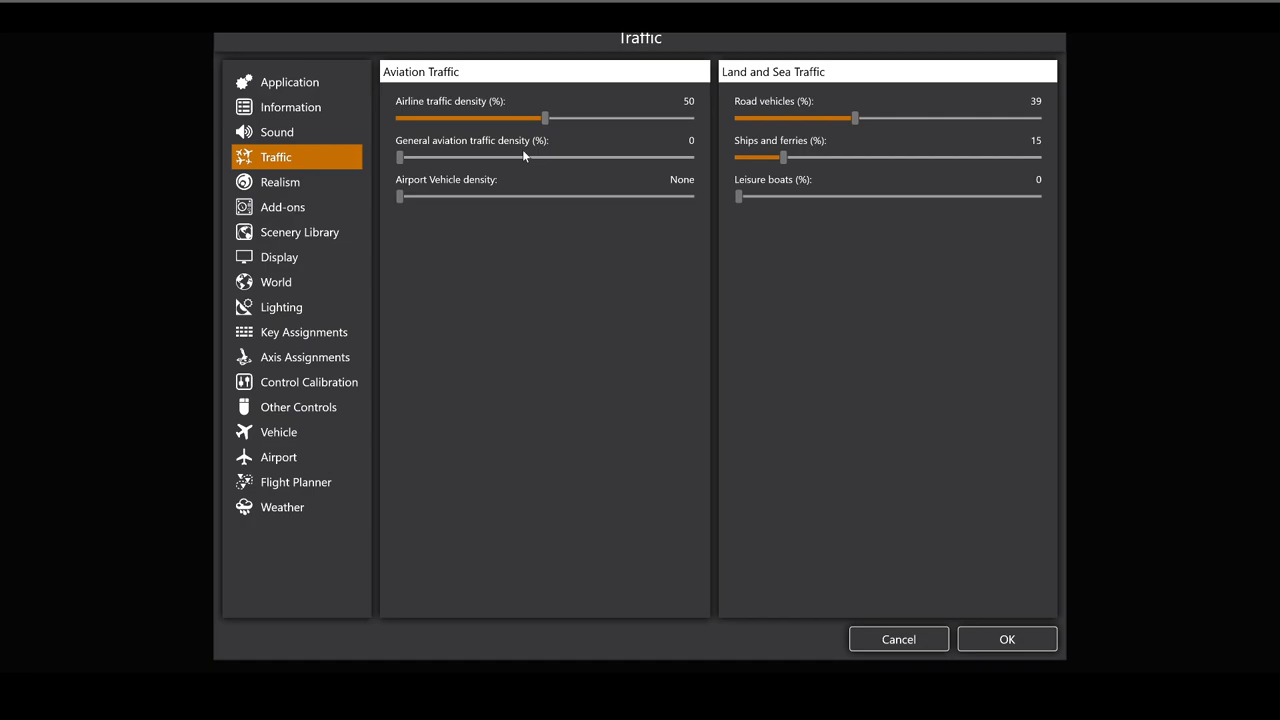 Traffic
Application
Information
Sound
Traffic
Realism
Add-ons
Scenery Library
Display
World
Lighting
Key Assignments
Axis Assignments
Control Calibration
Other Controls
Vehicle
Airport
Flight Planner
Weather
Aviation Traffic
Airline traffic density (%): 50
General aviation traffic density (%): 0
Airport Vehicle density: None
Land and Sea Traffic
Road vehicles (%): 39
Ships and ferries (%): 15
Leisure boats (%): 0
Cancel OK